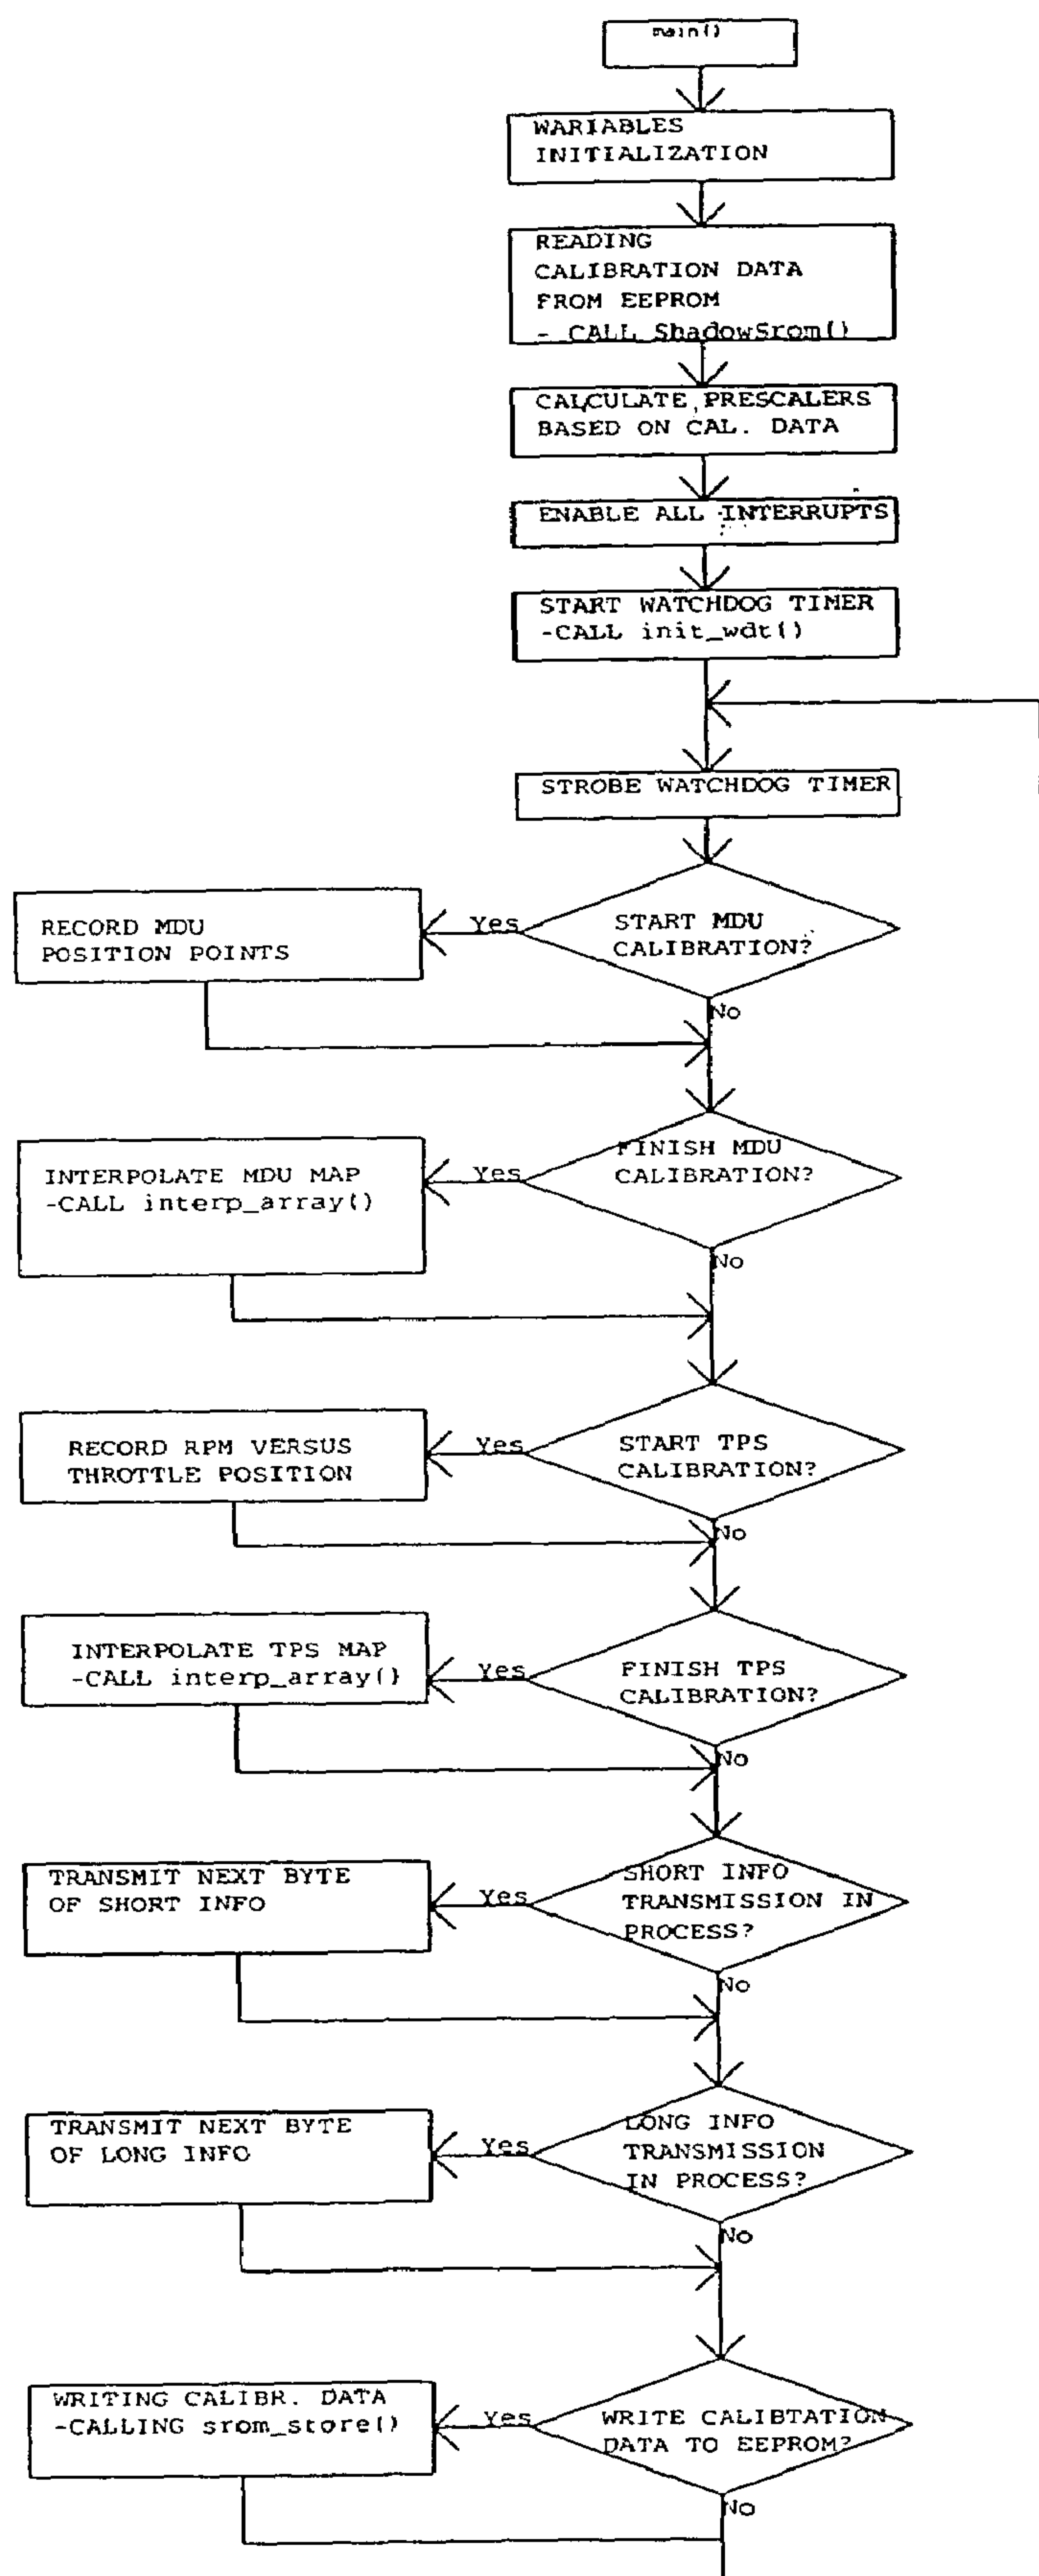 main()
WARIABLES
INITIALIZATION
READING
CALIBRATION DATA
FROM EEPROM
- CALL ShadowSrom()
CALCULATE PRESCALERS
BASED ON CAL. DATA
ENABLE ALL INTERRUPTS
START WATCHDOG TIMER
-CALL init_wdt()
STROBE WATCHDOG TIMER
START MDU
CALIBRATION?
Yes
RECORD MDU
POSITION POINTS
No
FINISH MDU
CALIBRATION?
Yes
INTERPOLATE MDU MAP
-CALL interp_array()
No
START TPS
CALIBRATION?
Yes
RECORD RPM VERSUS
THROTTLE POSITION
No
FINISH TPS
CALIBRATION?
Yes
INTERPOLATE TPS MAP
-CALL interp_array()
No
SHORT INFO
TRANSMISSION IN
PROCESS?
Yes
TRANSMIT NEXT BYTE
OF SHORT INFO
No
LONG INFO
TRANSMISSION
IN PROCESS?
Yes
TRANSMIT NEXT BYTE
OF LONG INFO
No
WRITE CALIBTATION
DATA TO EEPROM?
Yes
WRITING CALIBR. DATA
-CALLING srom_store()
No